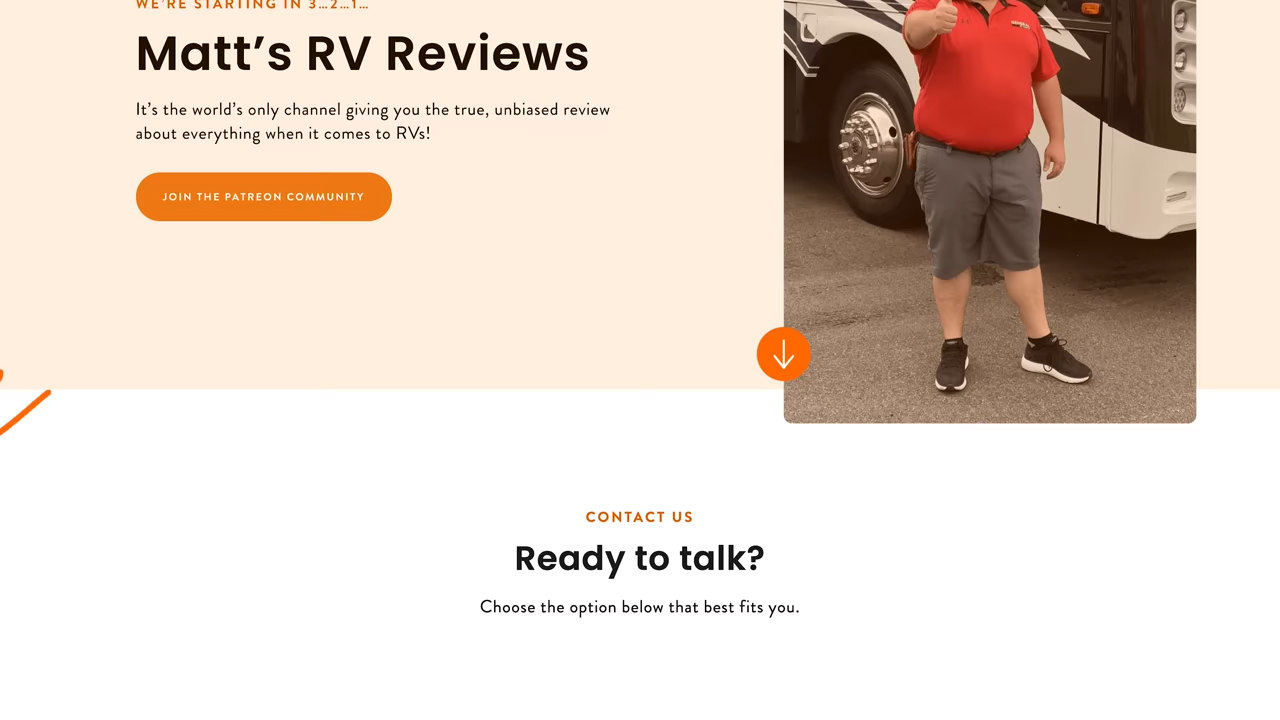 WE'RE STARTING IN 3…2…1…
Matt’s RV Reviews
It’s the world’s only channel giving you the true, unbiased review
about everything when it comes to RVs!
JOIN THE PATREON COMMUNITY
CONTACT US
Ready to talk?
Choose the option below that best fits you.